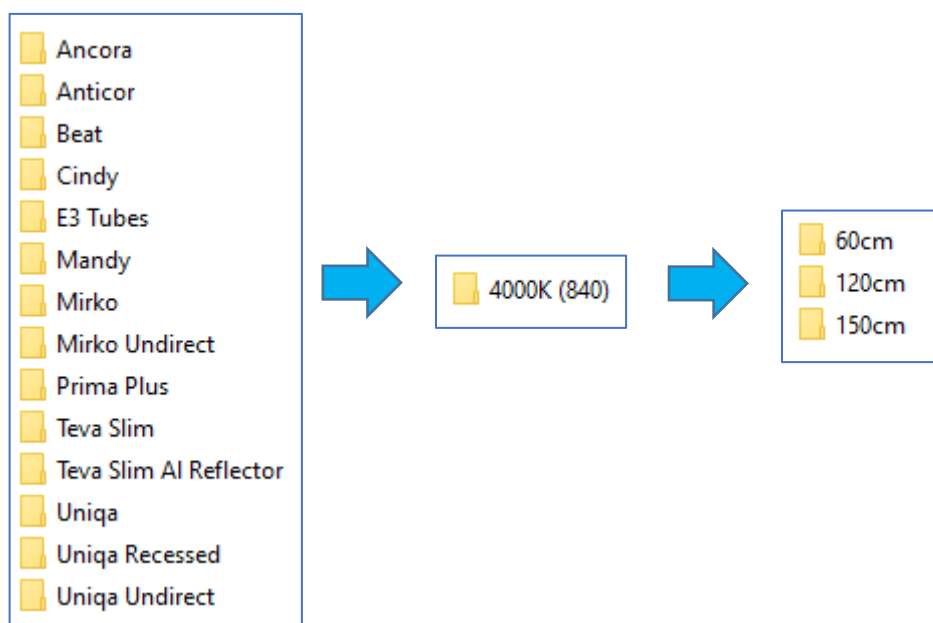 Ancora
Anticor
Beat
Cindy
E3 Tubes
Mandy
Mirko
Mirko Undirect
Prima Plus
Teva Slim
Teva Slim Al Reflector
Uniqa
Uniqa Recessed
Uniqa Undirect
4000K (840)
60cm
120cm
150cm